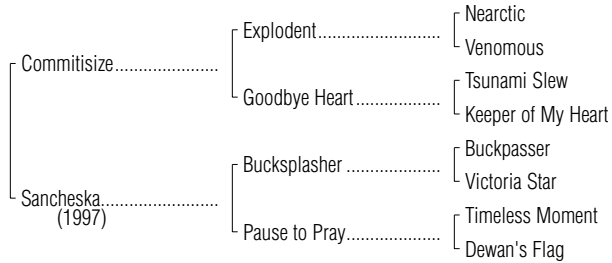 Nearctic
Explodent....................................
Venomous
Commitisize........................
Tsunami Slew
Goodbye Heart............................
Keeper of My Heart
Buckpasser
Bucksplasher ..............................
Victoria Star
Sancheska...........................
(1997)
Timeless Moment
Pause to Pray..............................
Dewan's Flag